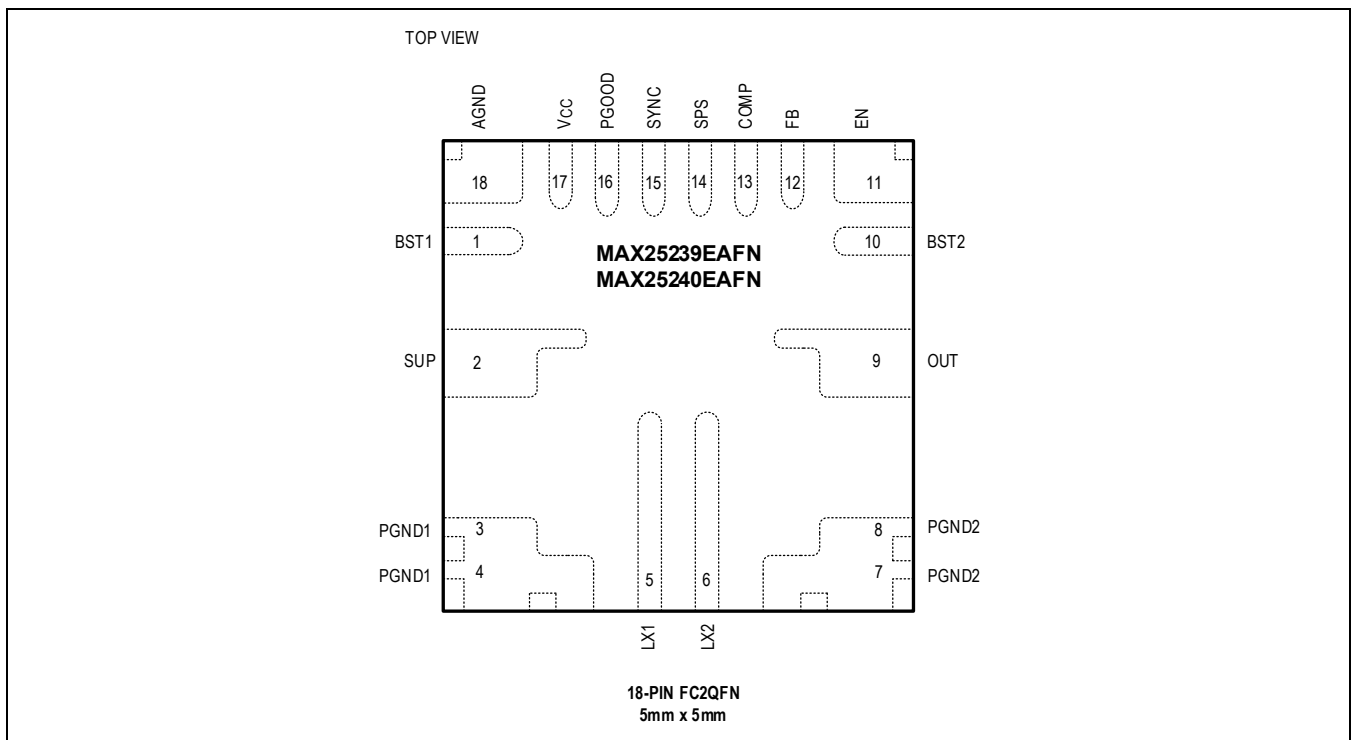 TOP VIEW
AGND
VCC
PGOOD
SYNC
SPS
COMP
FB
EN
18
17
16
15
14
13
12
11
BST1
1
MAX25239EAFN
MAX25240EAFN
10
BST2
SUP
2
9
OUT
PGND1
3
8
PGND2
PGND1
4
5
6
7
PGND2
LX1
LX2
18-PIN FC2QFN
5mm x 5mm